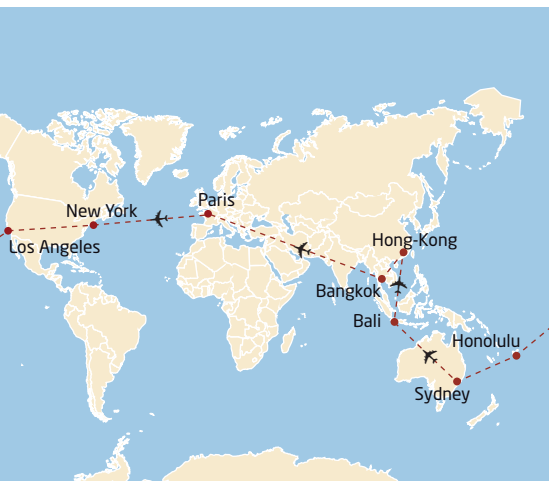 Paris
New York
Los Angeles
Hong-Kong
Bangkok
Bali
Honolulu
Sydney